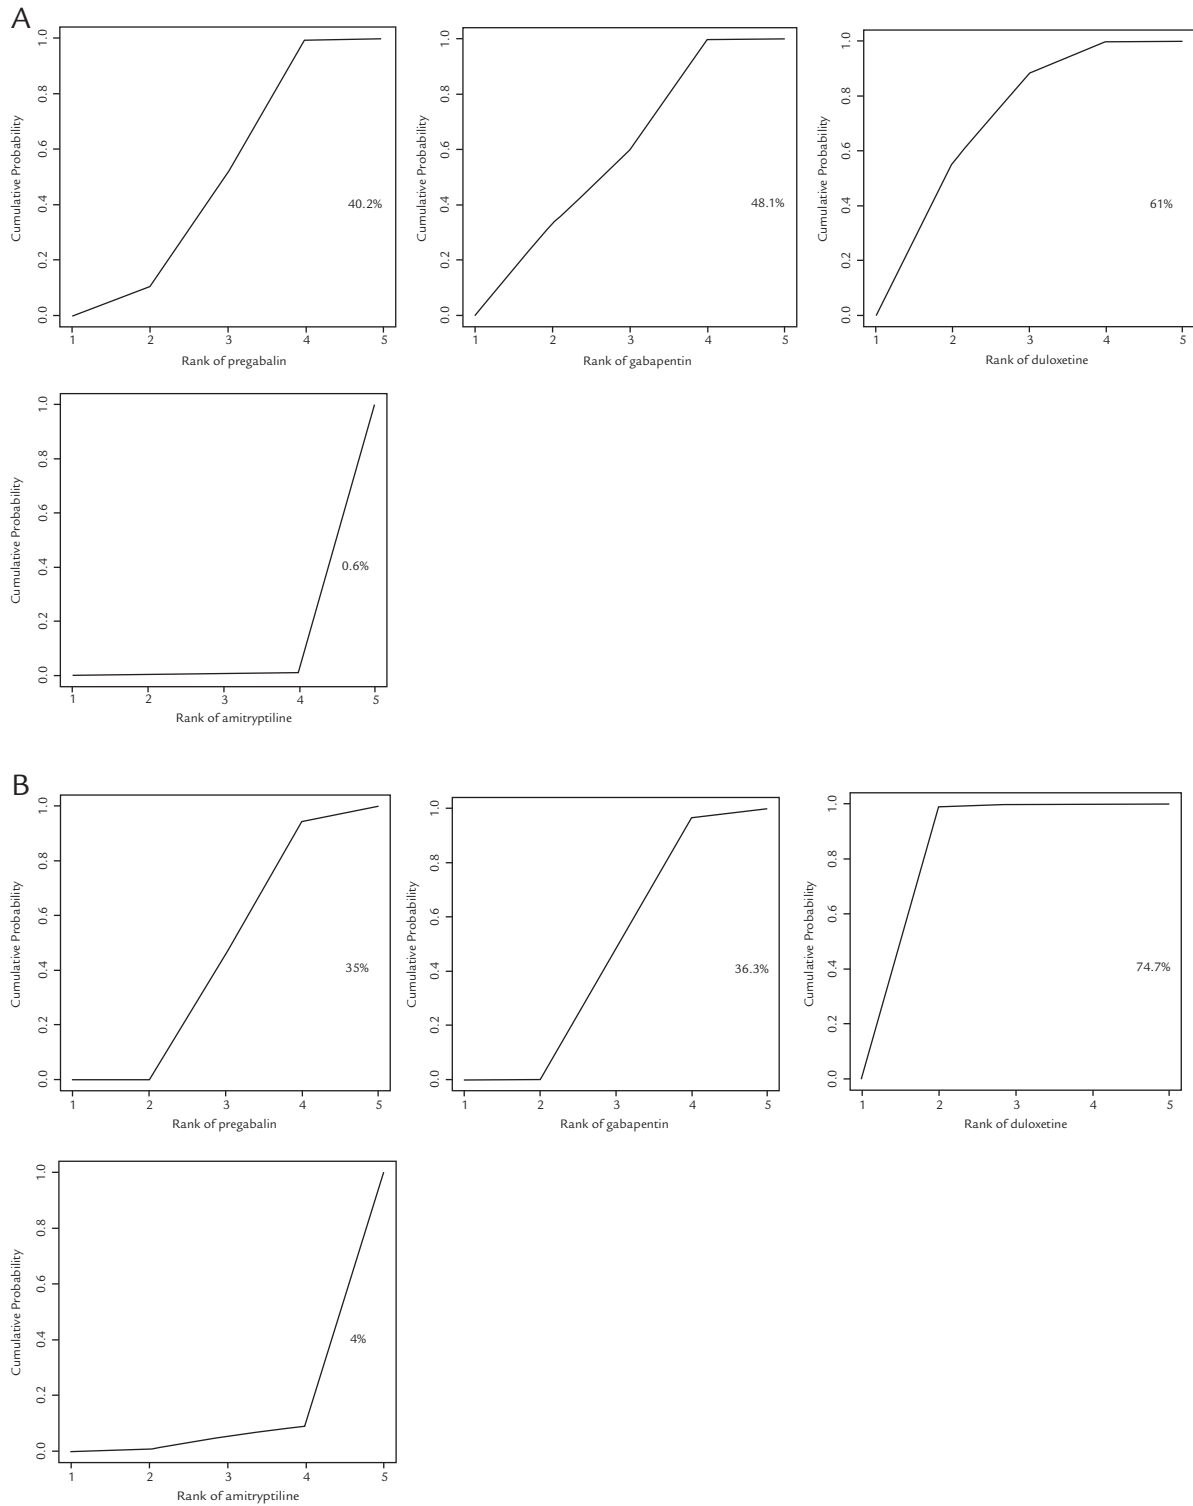 A
Cumulative Probability
0.0 0.2 0.4 0.6 0.8 1.0
40.2%
1 2 3 4 5
Rank of pregabalin
Cumulative Probability
0.0 0.2 0.4 0.6 0.8 1.0
48.1%
1 2 3 4 5
Rank of gabapentin
Cumulative Probability
0.0 0.2 0.4 0.6 0.8 1.0
61%
1 2 3 4 5
Rank of duloxetine
Cumulative Probability
0.0 0.2 0.4 0.6 0.8 1.0
0.6%
1 2 3 4 5
Rank of amitryptiline
B
Cumulative Probability
0.0 0.2 0.4 0.6 0.8 1.0
35%
1 2 3 4 5
Rank of pregabalin
Cumulative Probability
0.0 0.2 0.4 0.6 0.8 1.0
36.3%
1 2 3 4 5
Rank of gabapentin
Cumulative Probability
0.0 0.2 0.4 0.6 0.8 1.0
74.7%
1 2 3 4 5
Rank of duloxetine
Cumulative Probability
0.0 0.2 0.4 0.6 0.8 1.0
4%
1 2 3 4 5
Rank of amitryptiline